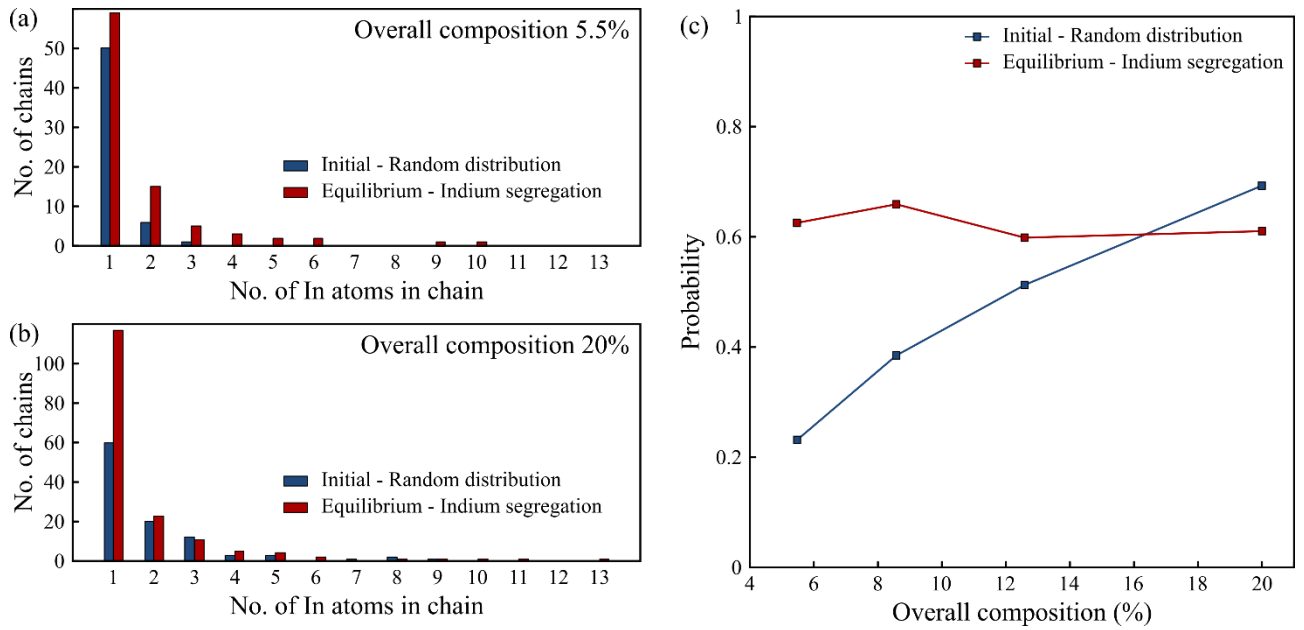 (a)
Overall composition 5.5%
No. of chains
50
40
30
20
10
0
Initial - Random distribution
Equilibrium - Indium segregation
1 2 3 4 5 6 7 8 9 10 11 12 13
No. of In atoms in chain
(b)
Overall composition 20%
No. of chains
100
80
60
40
20
0
Initial - Random distribution
Equilibrium - Indium segregation
1 2 3 4 5 6 7 8 9 10 11 12 13
No. of In atoms in chain
(c)
Initial - Random distribution
Equilibrium - Indium segregation
Probability
1
0.8
0.6
0.4
0.2
0
4 6 8 10 12 14 16 18 20
Overall composition (%)